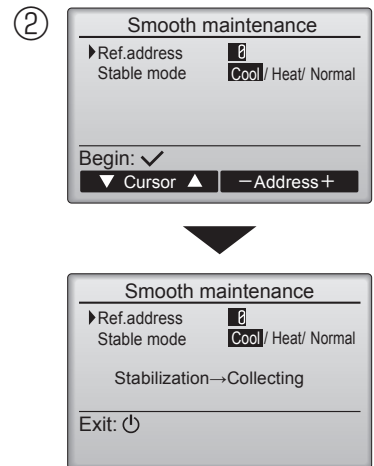 ②
Smooth maintenance
▶Ref.address 0
Stable mode Cool / Heat/ Normal
Begin: ✓
▼ Cursor ▲ −Address+
Smooth maintenance
▶Ref.address 0
Stable mode Cool / Heat/ Normal
Stabilization→Collecting
Exit: ⏻